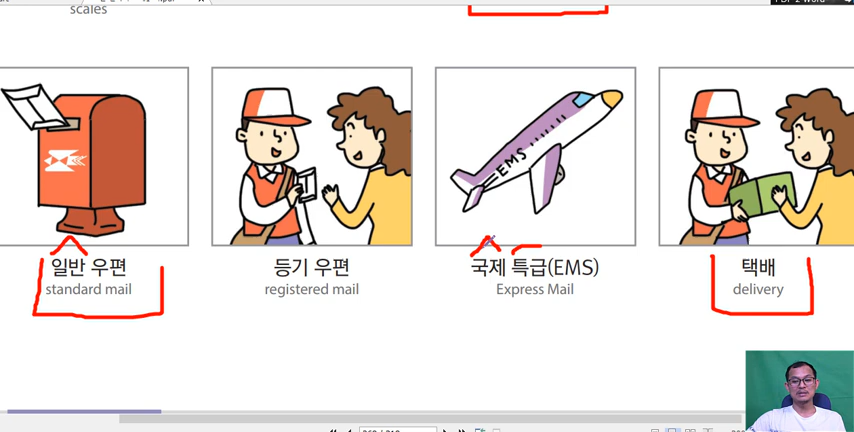 scales
EMS
일반 우편
standard mail
등기 우편
registered mail
국제 특급(EMS)
Express Mail
택배
delivery